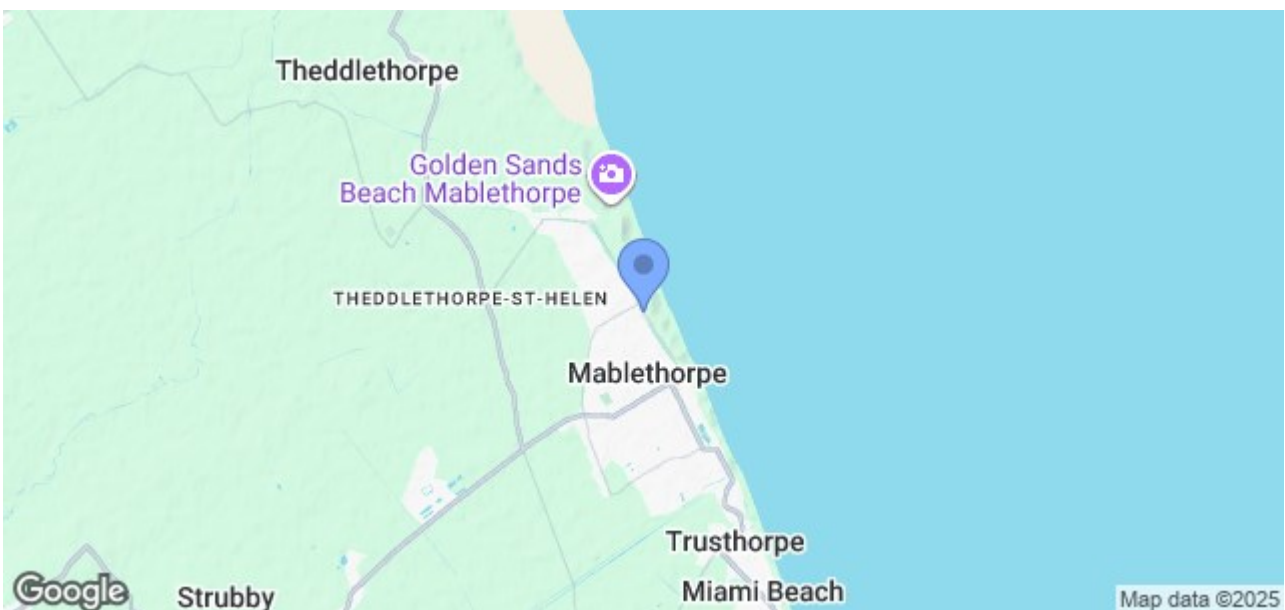 Theddlethorpe
Golden Sands
Beach Mablethorpe
THEDDLETHORPE-ST-HELEN
Mablethorpe
Trusthorpe
Miami Beach
Strubby
Google
Map data ©2025